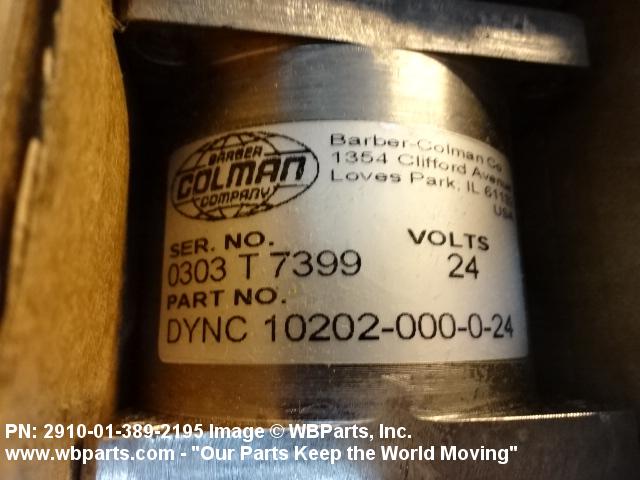 BARBER
COLMAN
COMPANY
Barber-Colman Co
1354 Clifford Avenue
Loves Park, IL
USA
SER. NO.
0303 T 7399
VOLTS
24
PART NO.
DYNC 10202-000-0-24
PN: 2910-01-389-2195 Image © WBParts, Inc.
www.wbparts.com - "Our Parts Keep the World Moving"